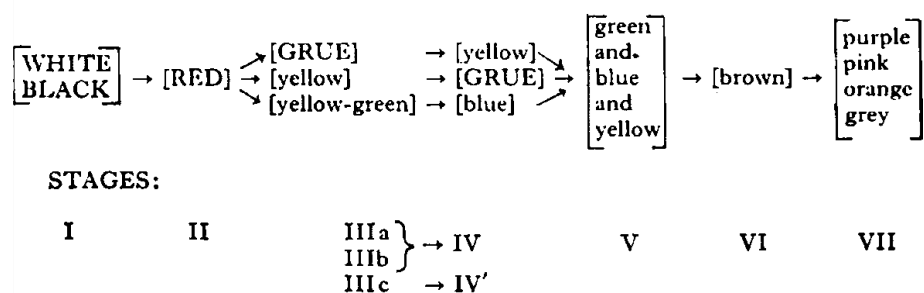 [WHITE BLACK] → [RED] → [GRUE] → [yellow] → [green and. blue and yellow] → [brown] → [purple pink orange grey]
[yellow] → [GRUE]
[yellow-green] → [blue]
STAGES:
I II IIIa IIIb } → IV V VI VII
IIIc → IV'